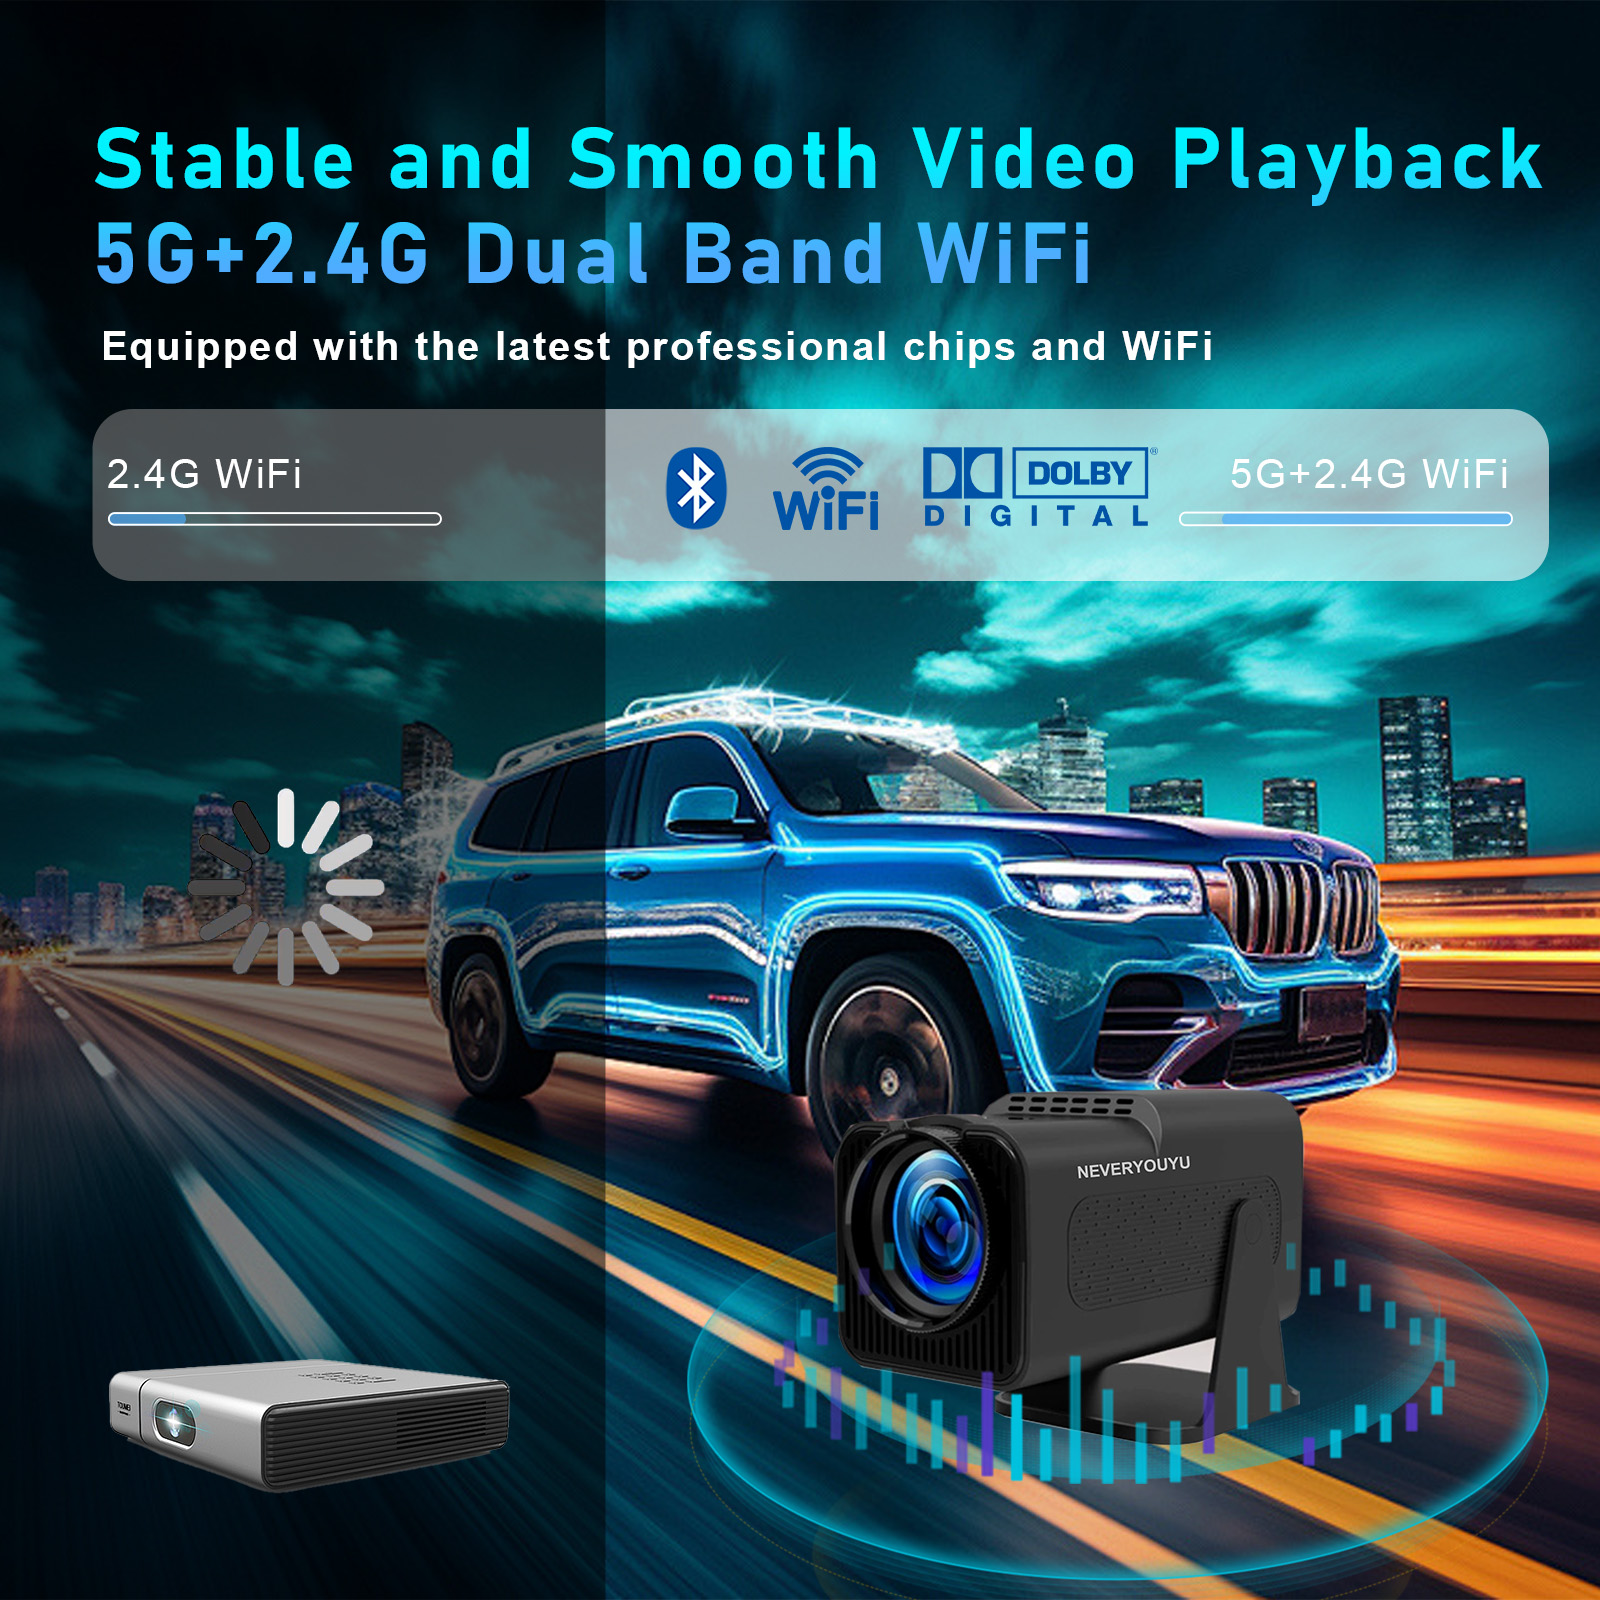 Stable and Smooth Video Playback
5G+2.4G Dual Band WiFi
Equipped with the latest professional chips and WiFi
2.4G WiFi
WiFi
DOLBY®
DIGITAL
5G+2.4G WiFi
NEVERYOUYU
TOUMEI